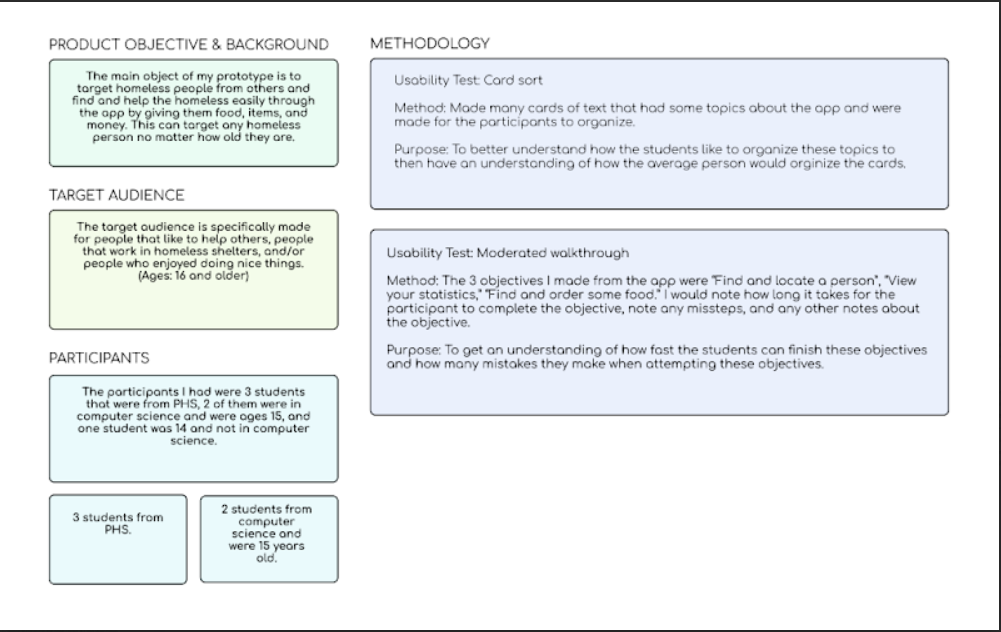 PRODUCT OBJECTIVE & BACKGROUND
The main object of my prototype is to
target homeless people from others and
find and help the homeless easily through
the app by giving them food, items, and
money. This can target any homeless
person no matter how old they are.
TARGET AUDIENCE
The target audience is specifically made
for people that like to help others, people
that work in homeless shelters, and/or
people who enjoyed doing nice things.
(Ages: 16 and older)
PARTICIPANTS
The participants I had were 3 students
that were from PHS, 2 of them were in
computer science and were ages 15, and
one student was 14 and not in computer
science.
3 students from
PHS.
2 students from
computer
science and
were 15 years
old.
METHODOLOGY
Usability Test: Card sort
Method: Made many cards of text that had some topics about the app and were
made for the participants to organize.
Purpose: To better understand how the students like to organize these topics to
then have an understanding of how the average person would orginize the cards.
Usability Test: Moderated walkthrough
Method: The 3 objectives I made from the app were "Find and locate a person", "View
your statistics," "Find and order some food." I would note how long it takes for the
participant to complete the objective, note any missteps, and any other notes about
the objective.
Purpose: To get an understanding of how fast the students can finish these objectives
and how many mistakes they make when attempting these objectives.